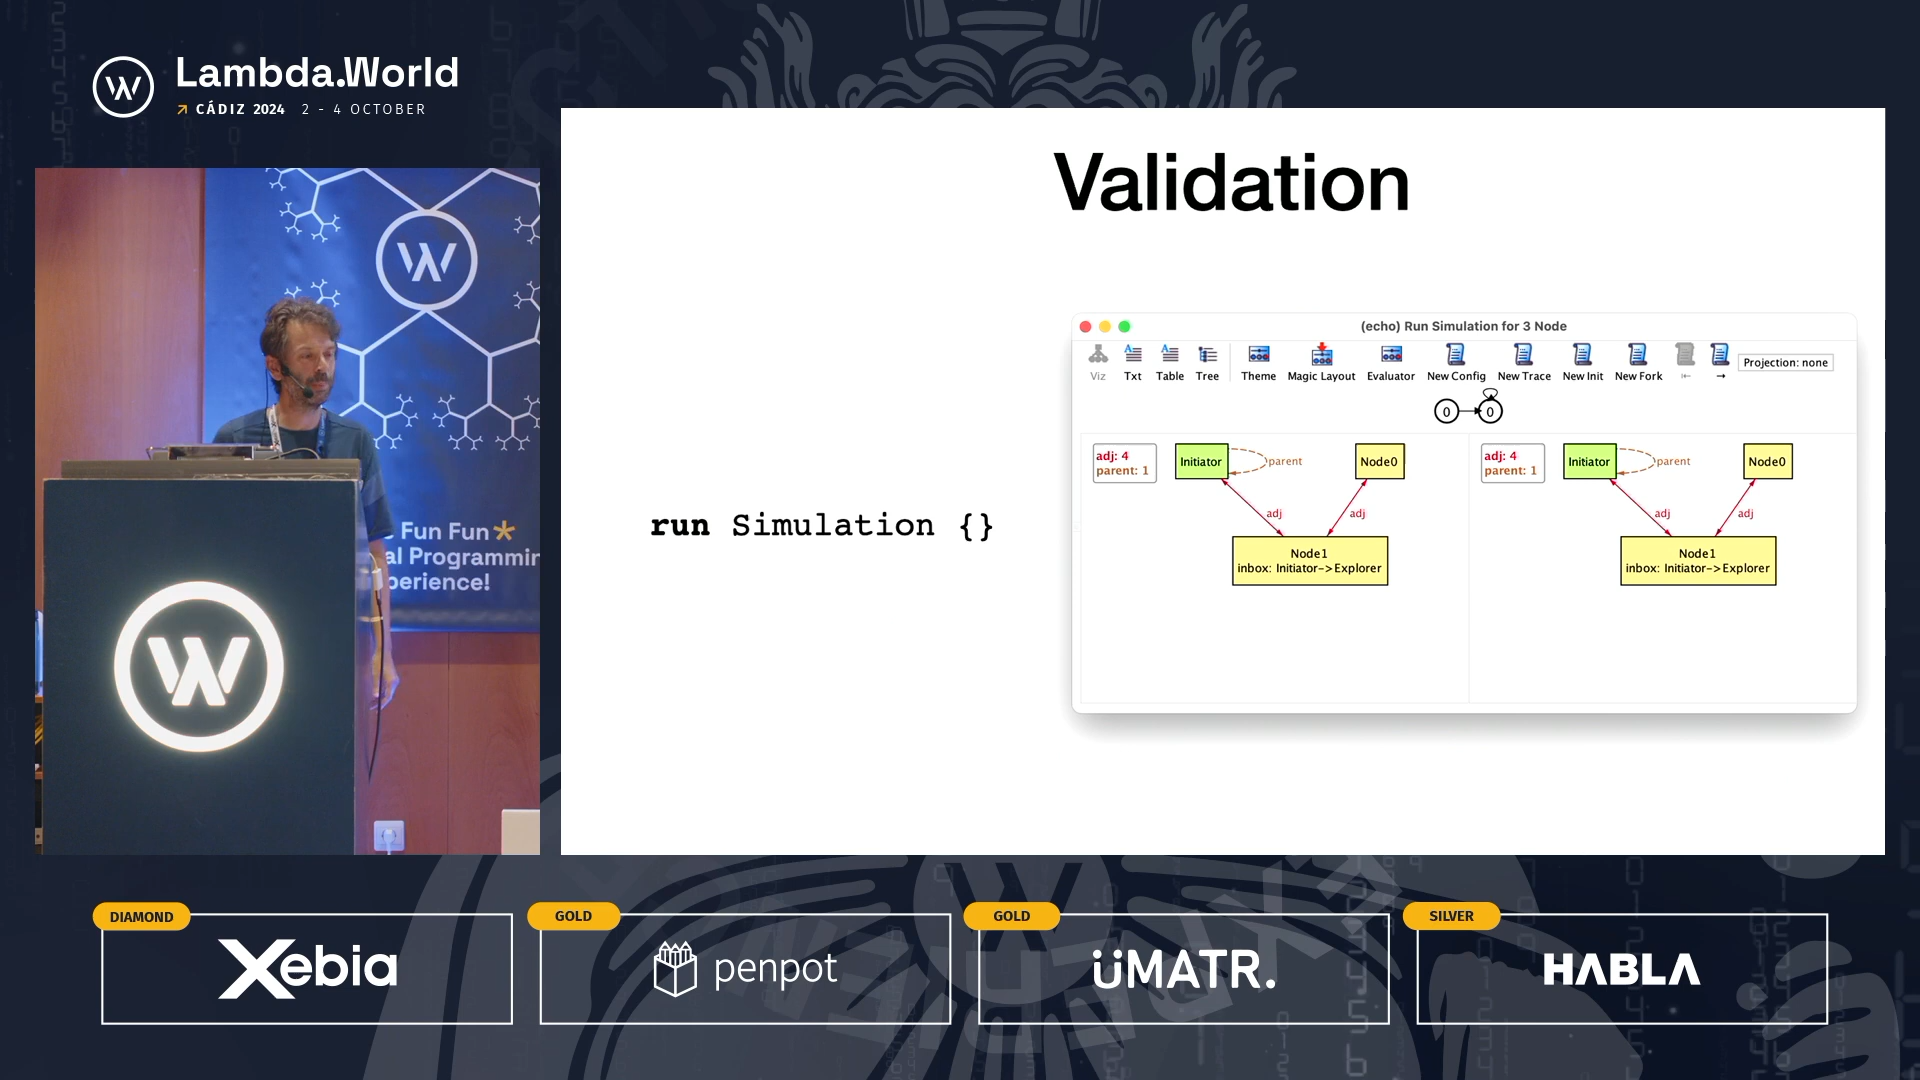 Lambda.World
CÁDIZ 2024 2 - 4 OCTOBER
Fun Fun
al Programmin
perience!
Validation
run Simulation {}
(echo) Run Simulation for 3 Node
Viz Txt Table Tree Theme Magic Layout Evaluator New Config New Trace New Init New Fork Projection: none
0 0
adj: 4
parent: 1
Initiator
parent
Node0
adj
adj
Node1
inbox: Initiator->Explorer
adj: 4
parent: 1
Initiator
parent
Node0
adj
adj
Node1
inbox: Initiator->Explorer
DIAMOND
Xebia
GOLD
penpot
GOLD
üMATR.
SILVER
HABLA